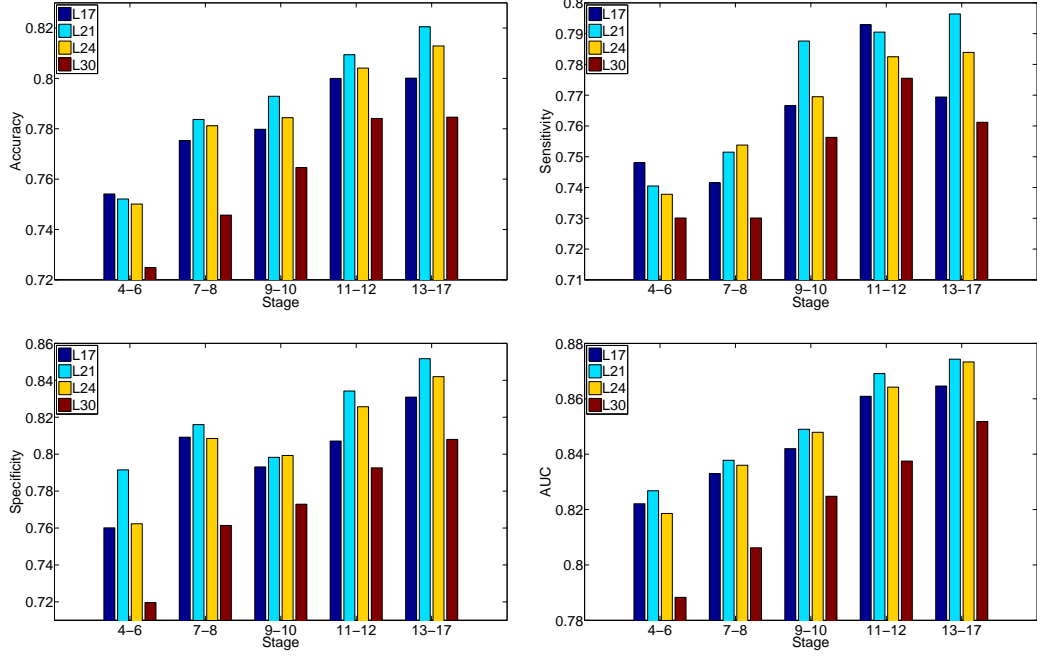 0.82
0.8
0.78
0.76
0.74
0.72
Accuracy
L17
L21
L24
L30
4–6
7–8
9–10
11–12
13–17
Stage
0.8
0.79
0.78
0.77
0.76
0.75
0.74
0.73
0.72
0.71
Sensitivity
L17
L21
L24
L30
4–6
7–8
9–10
11–12
13–17
Stage
0.86
0.84
0.82
0.8
0.78
0.76
0.74
0.72
Specificity
L17
L21
L24
L30
4–6
7–8
9–10
11–12
13–17
Stage
0.88
0.86
0.84
0.82
0.8
0.78
AUC
L17
L21
L24
L30
4–6
7–8
9–10
11–12
13–17
Stage